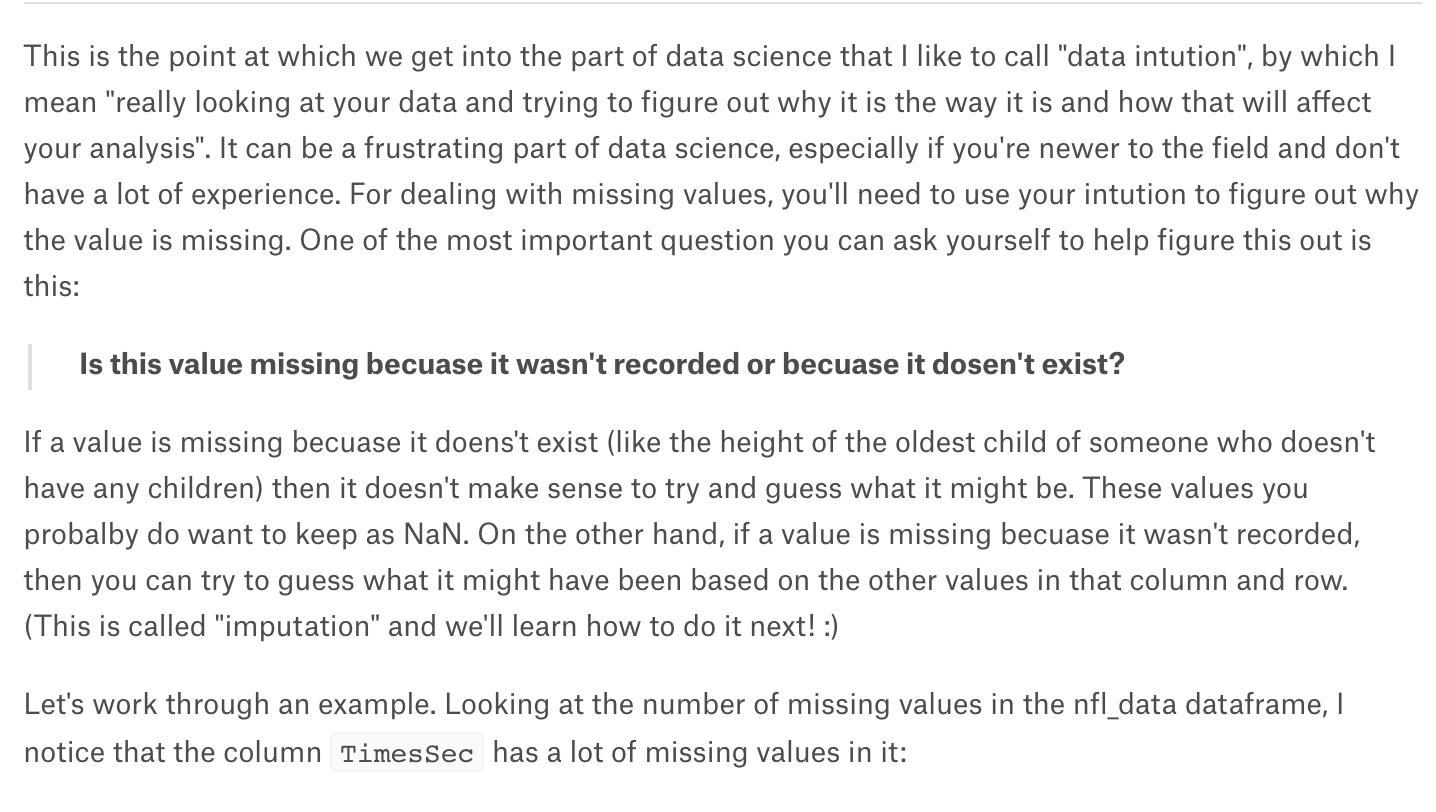 This is the point at which we get into the part of data science that I like to call "data intution", by which I
mean "really looking at your data and trying to figure out why it is the way it is and how that will affect
your analysis". It can be a frustrating part of data science, especially if you're newer to the field and don't
have a lot of experience. For dealing with missing values, you'll need to use your intution to figure out why
the value is missing. One of the most important question you can ask yourself to help figure this out is
this:
Is this value missing becuase it wasn't recorded or becuase it dosen't exist?
If a value is missing becuase it doens't exist (like the height of the oldest child of someone who doesn't
have any children) then it doesn't make sense to try and guess what it might be. These values you
probalby do want to keep as NaN. On the other hand, if a value is missing becuase it wasn't recorded,
then you can try to guess what it might have been based on the other values in that column and row.
(This is called "imputation" and we'll learn how to do it next! :)
Let's work through an example. Looking at the number of missing values in the nfl_data dataframe, I
notice that the column TimesSec has a lot of missing values in it: